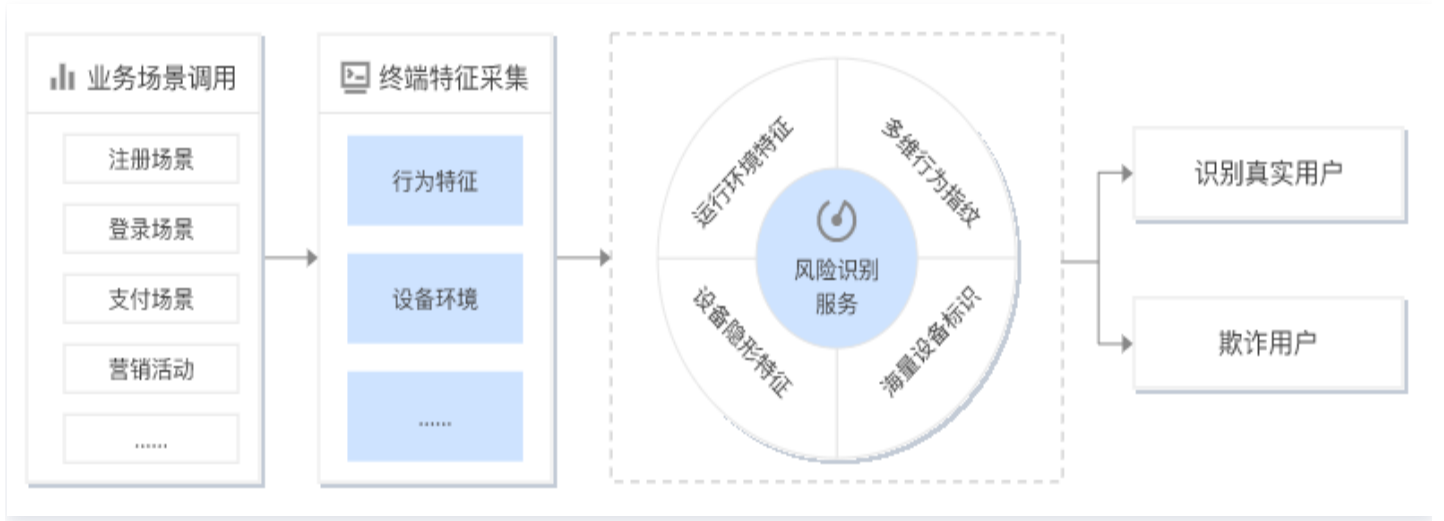 业务场景调用
注册场景
登录场景
支付场景
营销活动
......
终端特征采集
行为特征
设备环境
......
运行环境特征
多维行为指纹
风险识别
服务
设备隐形特征
海量设备标识
识别真实用户
欺诈用户